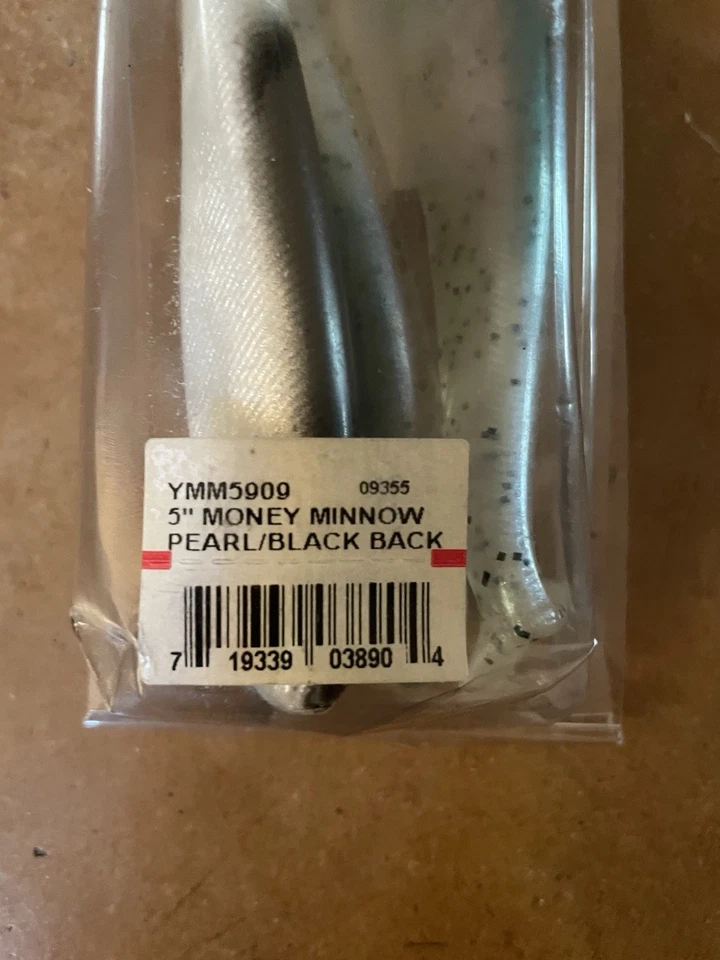 YMM5909 09355
5" MONEY MINNOW
PEARL/BLACK BACK
7 19339 03890 4